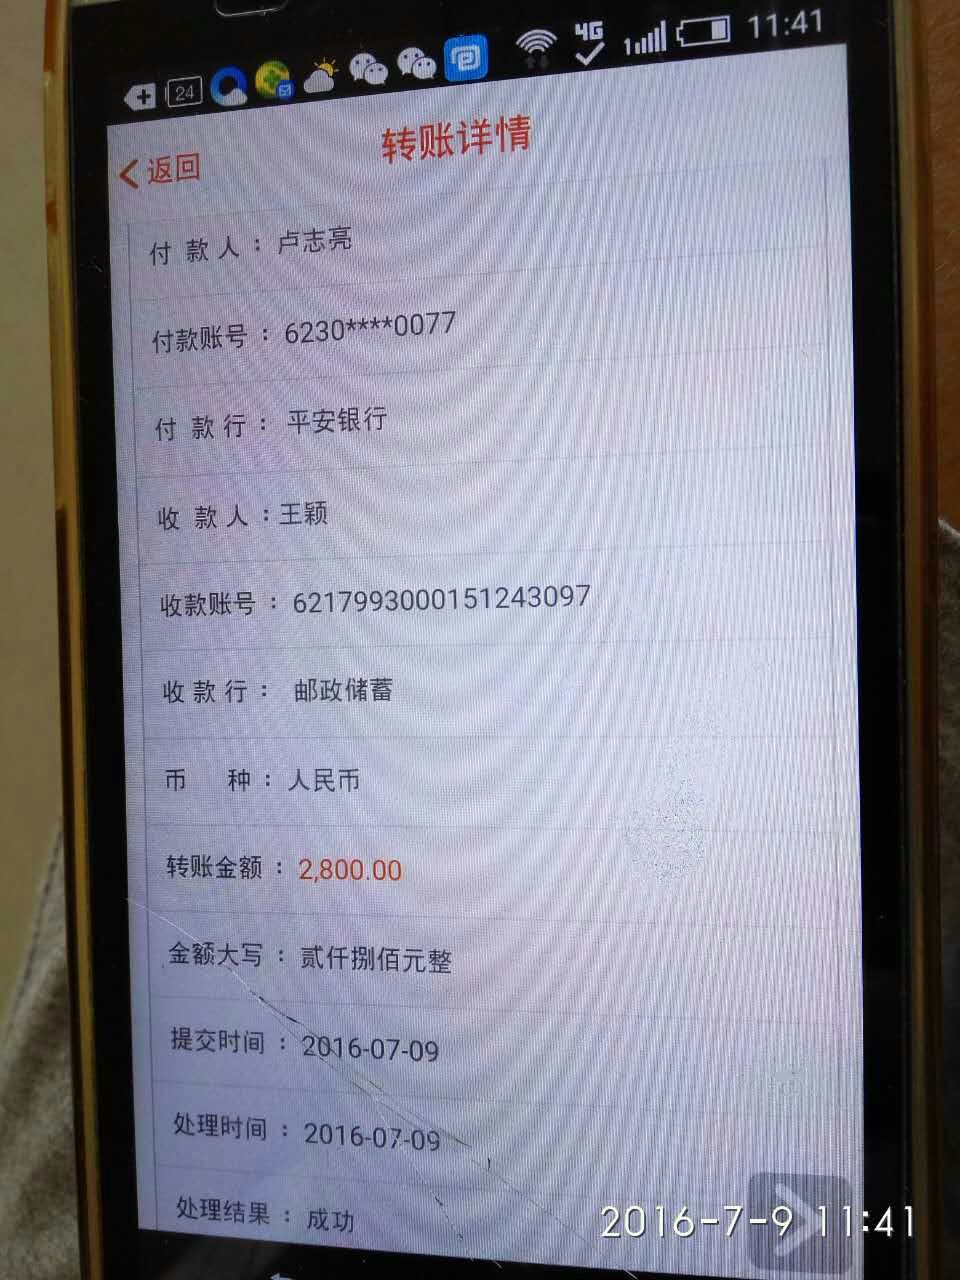 24 4G 1 11:41
返回
转账详情
付 款 人 : 卢志亮
付款账号 : 6230****0077
付 款 行 : 平安银行
收 款 人 : 王颖
收款账号 : 6217993000151243097
收 款 行 : 邮政储蓄
币 种 : 人民币
转账金额 : 2,800.00
金额大写 : 贰仟捌佰元整
提交时间 : 2016-07-09
处理时间 : 2016-07-09
处理结果 : 成功
2016-7-9 11:41